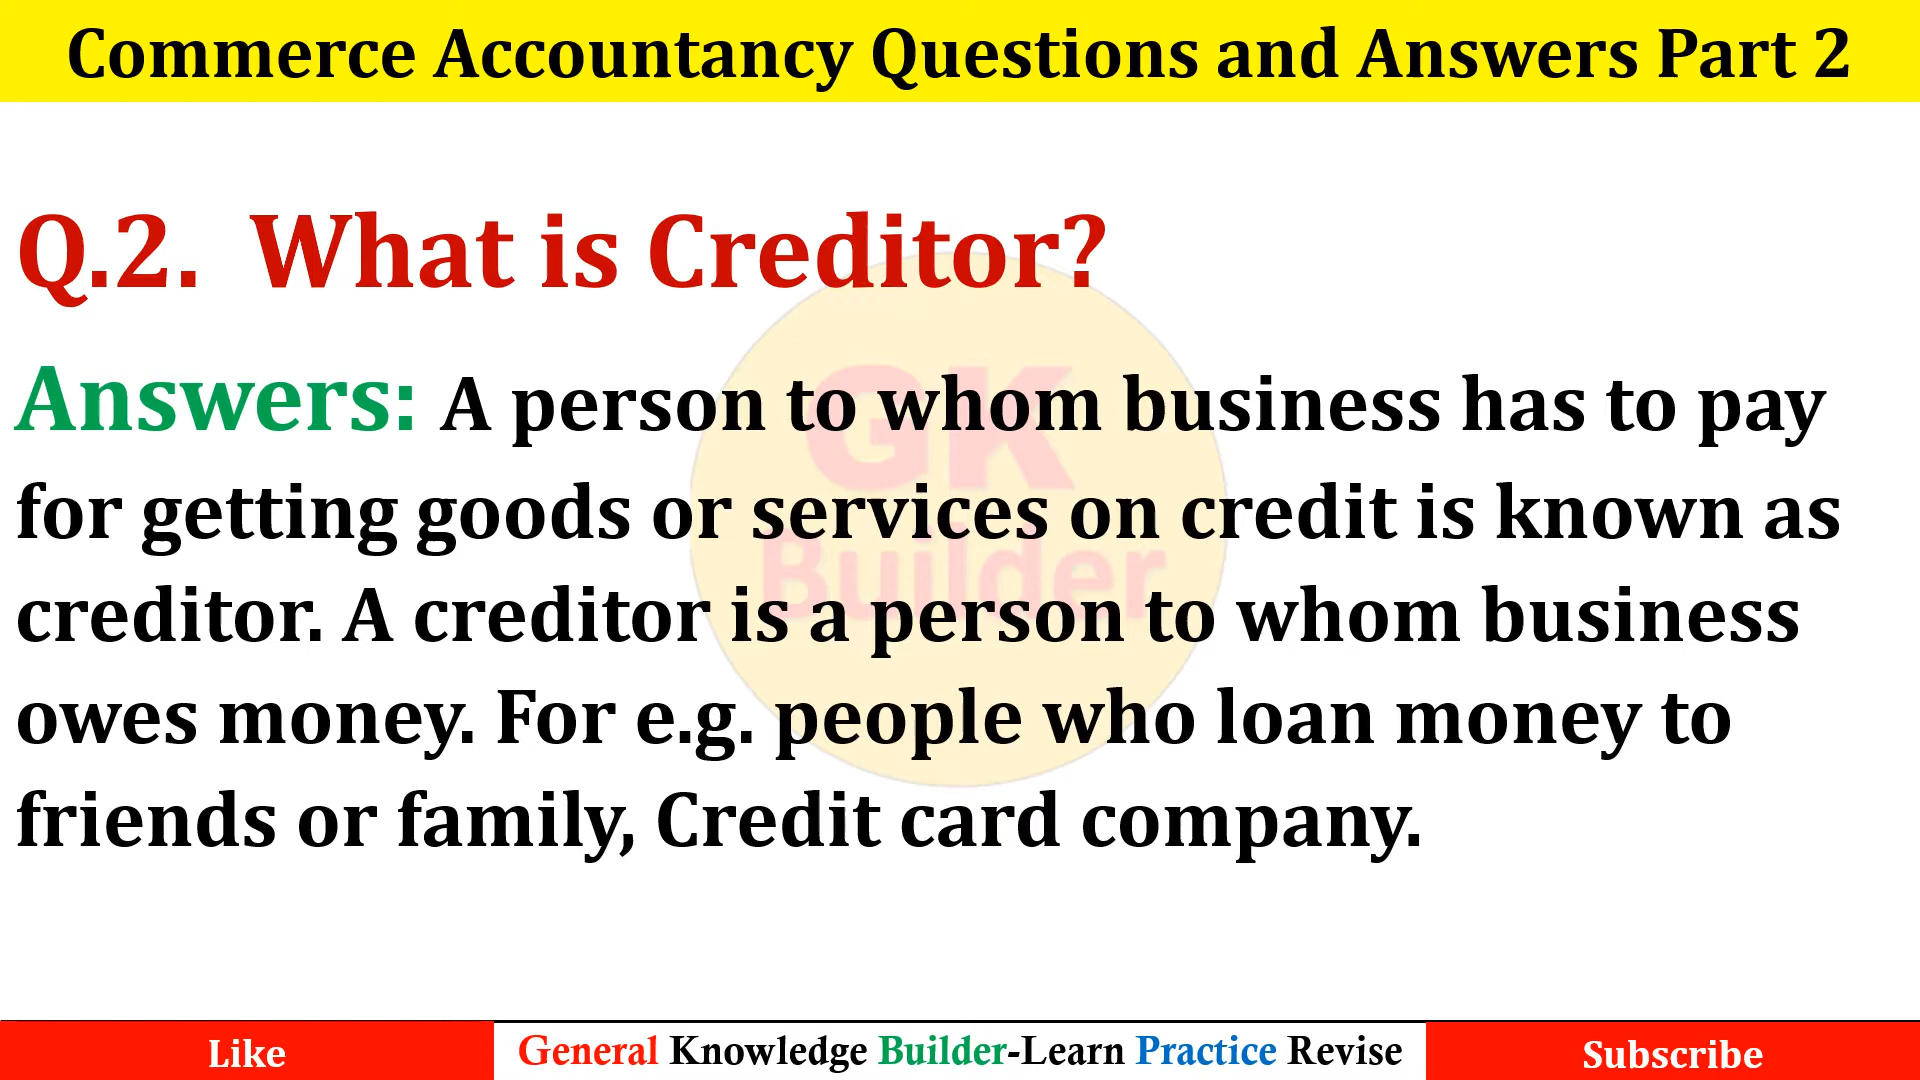 Commerce Accountancy Questions and Answers Part 2
Q.2. What is Creditor?
Answers: A person to whom business has to pay
for getting goods or services on credit is known as
creditor. A creditor is a person to whom business
owes money. For e.g. people who loan money to
friends or family, Credit card company.
GK
Builder
Like
General Knowledge Builder-Learn Practice Revise
Subscribe